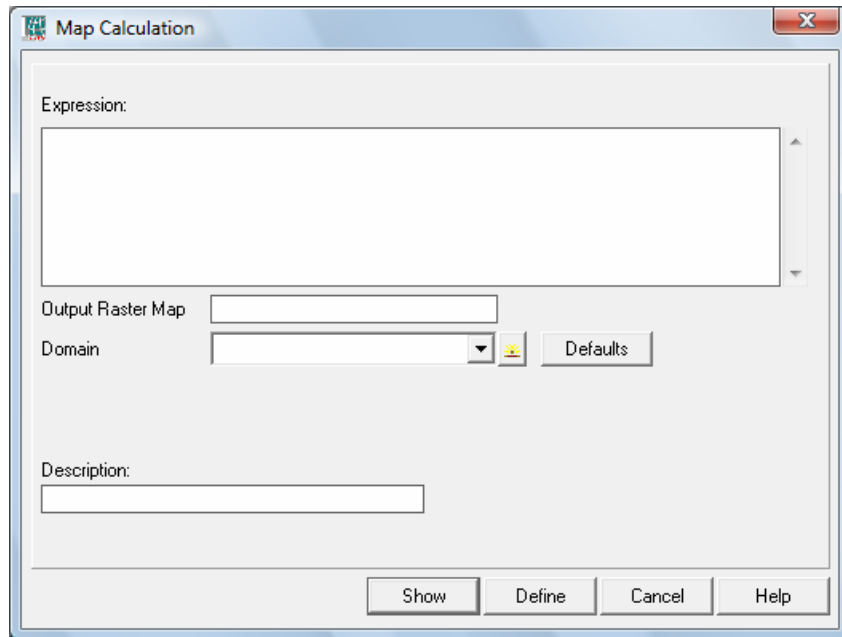 Map Calculation
Expression:
Output Raster Map
Domain
Defaults
Description:
Show
Define
Cancel
Help